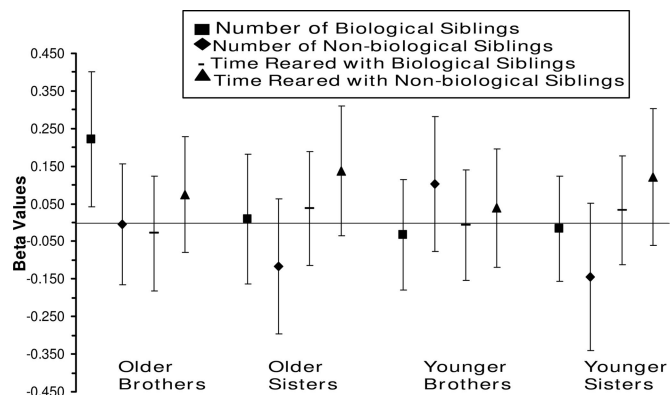 Number of Biological Siblings
Number of Non-biological Siblings
Time Reared with Biological Siblings
Time Reared with Non-biological Siblings
0.450
0.350
0.250
0.150
0.050
-0.050
-0.150
-0.250
-0.350
-0.450
Beta Values
Older
Brothers
Older
Sisters
Younger
Brothers
Younger
Sisters